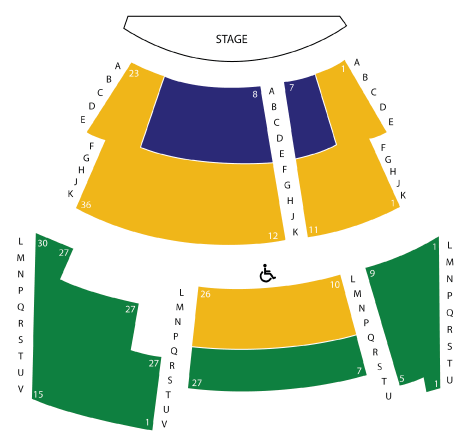 STAGE
A
B
C
D
E
F
G
H
J
K
23
36
8
12
A
B
C
D
E
F
G
H
J
K
7
11
1
1
A
B
C
D
E
F
G
H
J
K
L
M
N
P
Q
R
S
T
U
V
30
27
27
27
15
1
L
M
N
P
Q
R
S
T
U
V
26
10
27
7
L
M
N
P
Q
R
S
T
U
9
1
5
1
L
M
N
P
Q
R
S
T
U
V